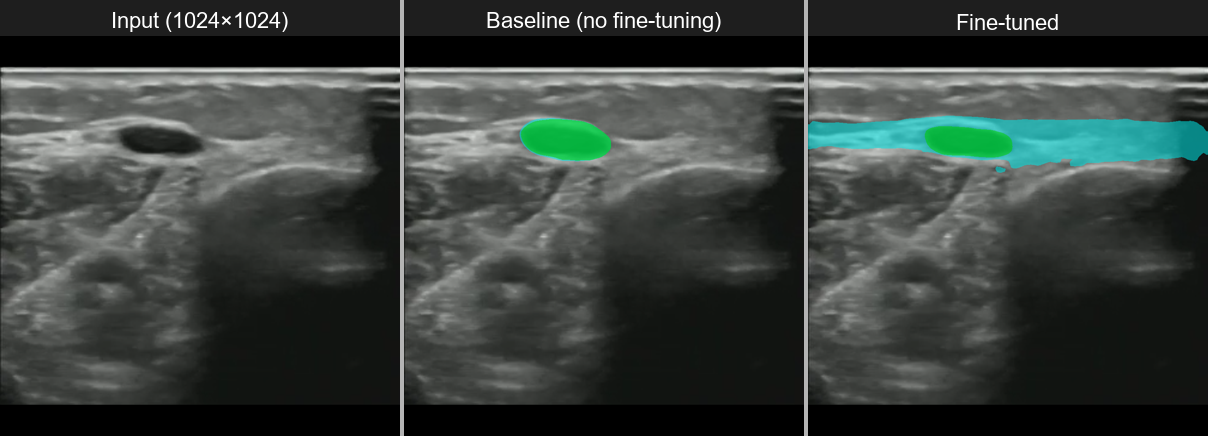 Input (1024×1024)
Baseline (no fine-tuning)
Fine-tuned